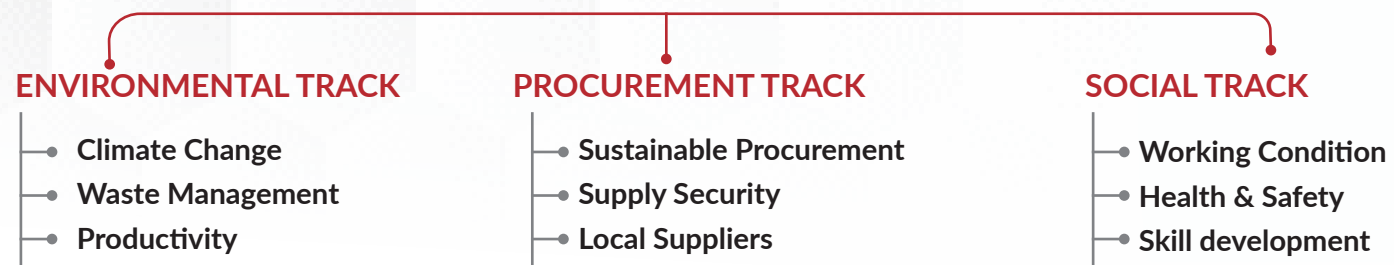 ENVIRONMENTAL TRACK
Climate Change
Waste Management
Productivity
PROCUREMENT TRACK
Sustainable Procurement
Supply Security
Local Suppliers
SOCIAL TRACK
Working Condition
Health & Safety
Skill development